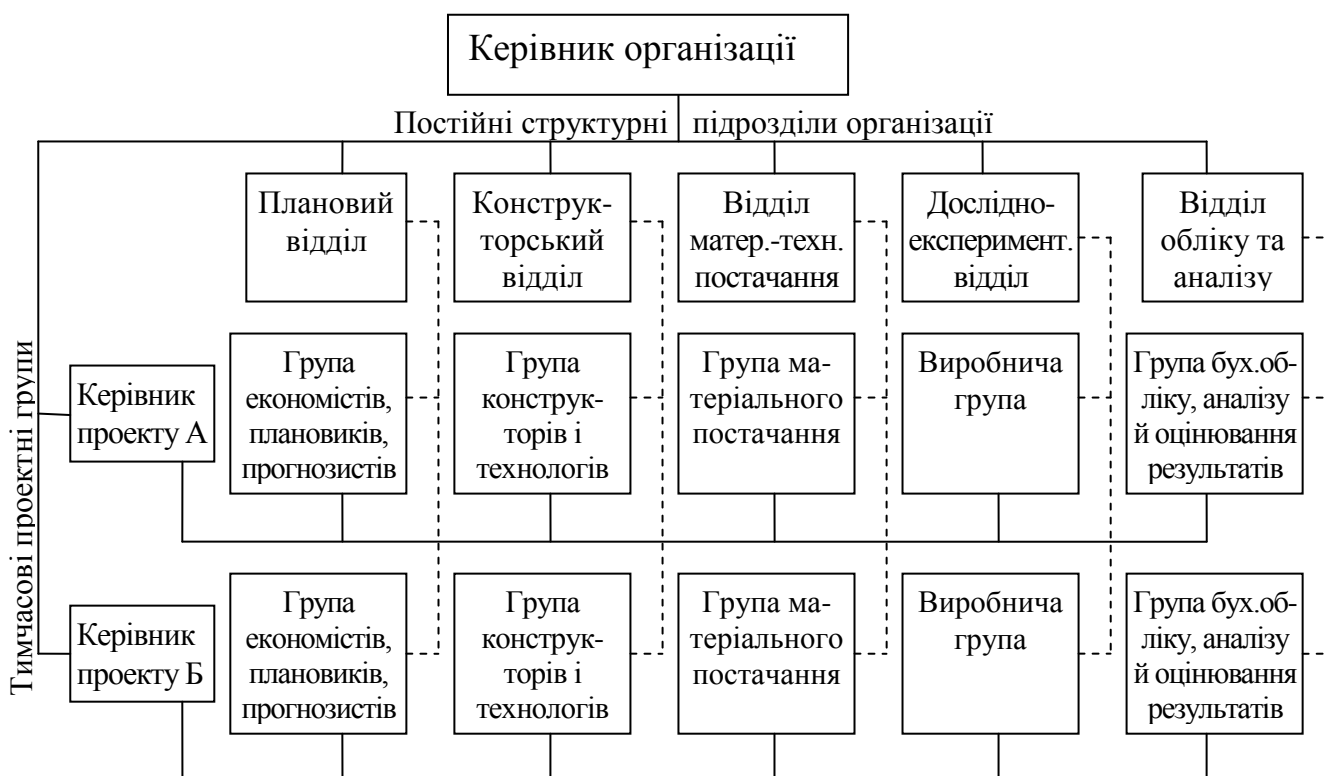 Керівник організації
Постійні структурні підрозділи організації
Плановий
відділ
Конструк-
торський
відділ
Відділ
матер.-техн.
постачання
Дослідно-
експеримент.
відділ
Відділ
обліку та
аналізу
Тимчасові проектні групи
Керівник
проекту А
Група
економістів,
плановиків,
прогнозистів
Група
конструк-
торів і
технологів
Група ма-
теріального
постачання
Виробнича
група
Група бух.об-
ліку, аналізу
й оцінювання
результатів
Керівник
проекту Б
Група
економістів,
плановиків,
прогнозистів
Група
конструк-
торів і
технологів
Група ма-
теріального
постачання
Виробнича
група
Група бух.об-
ліку, аналізу
й оцінювання
результатів